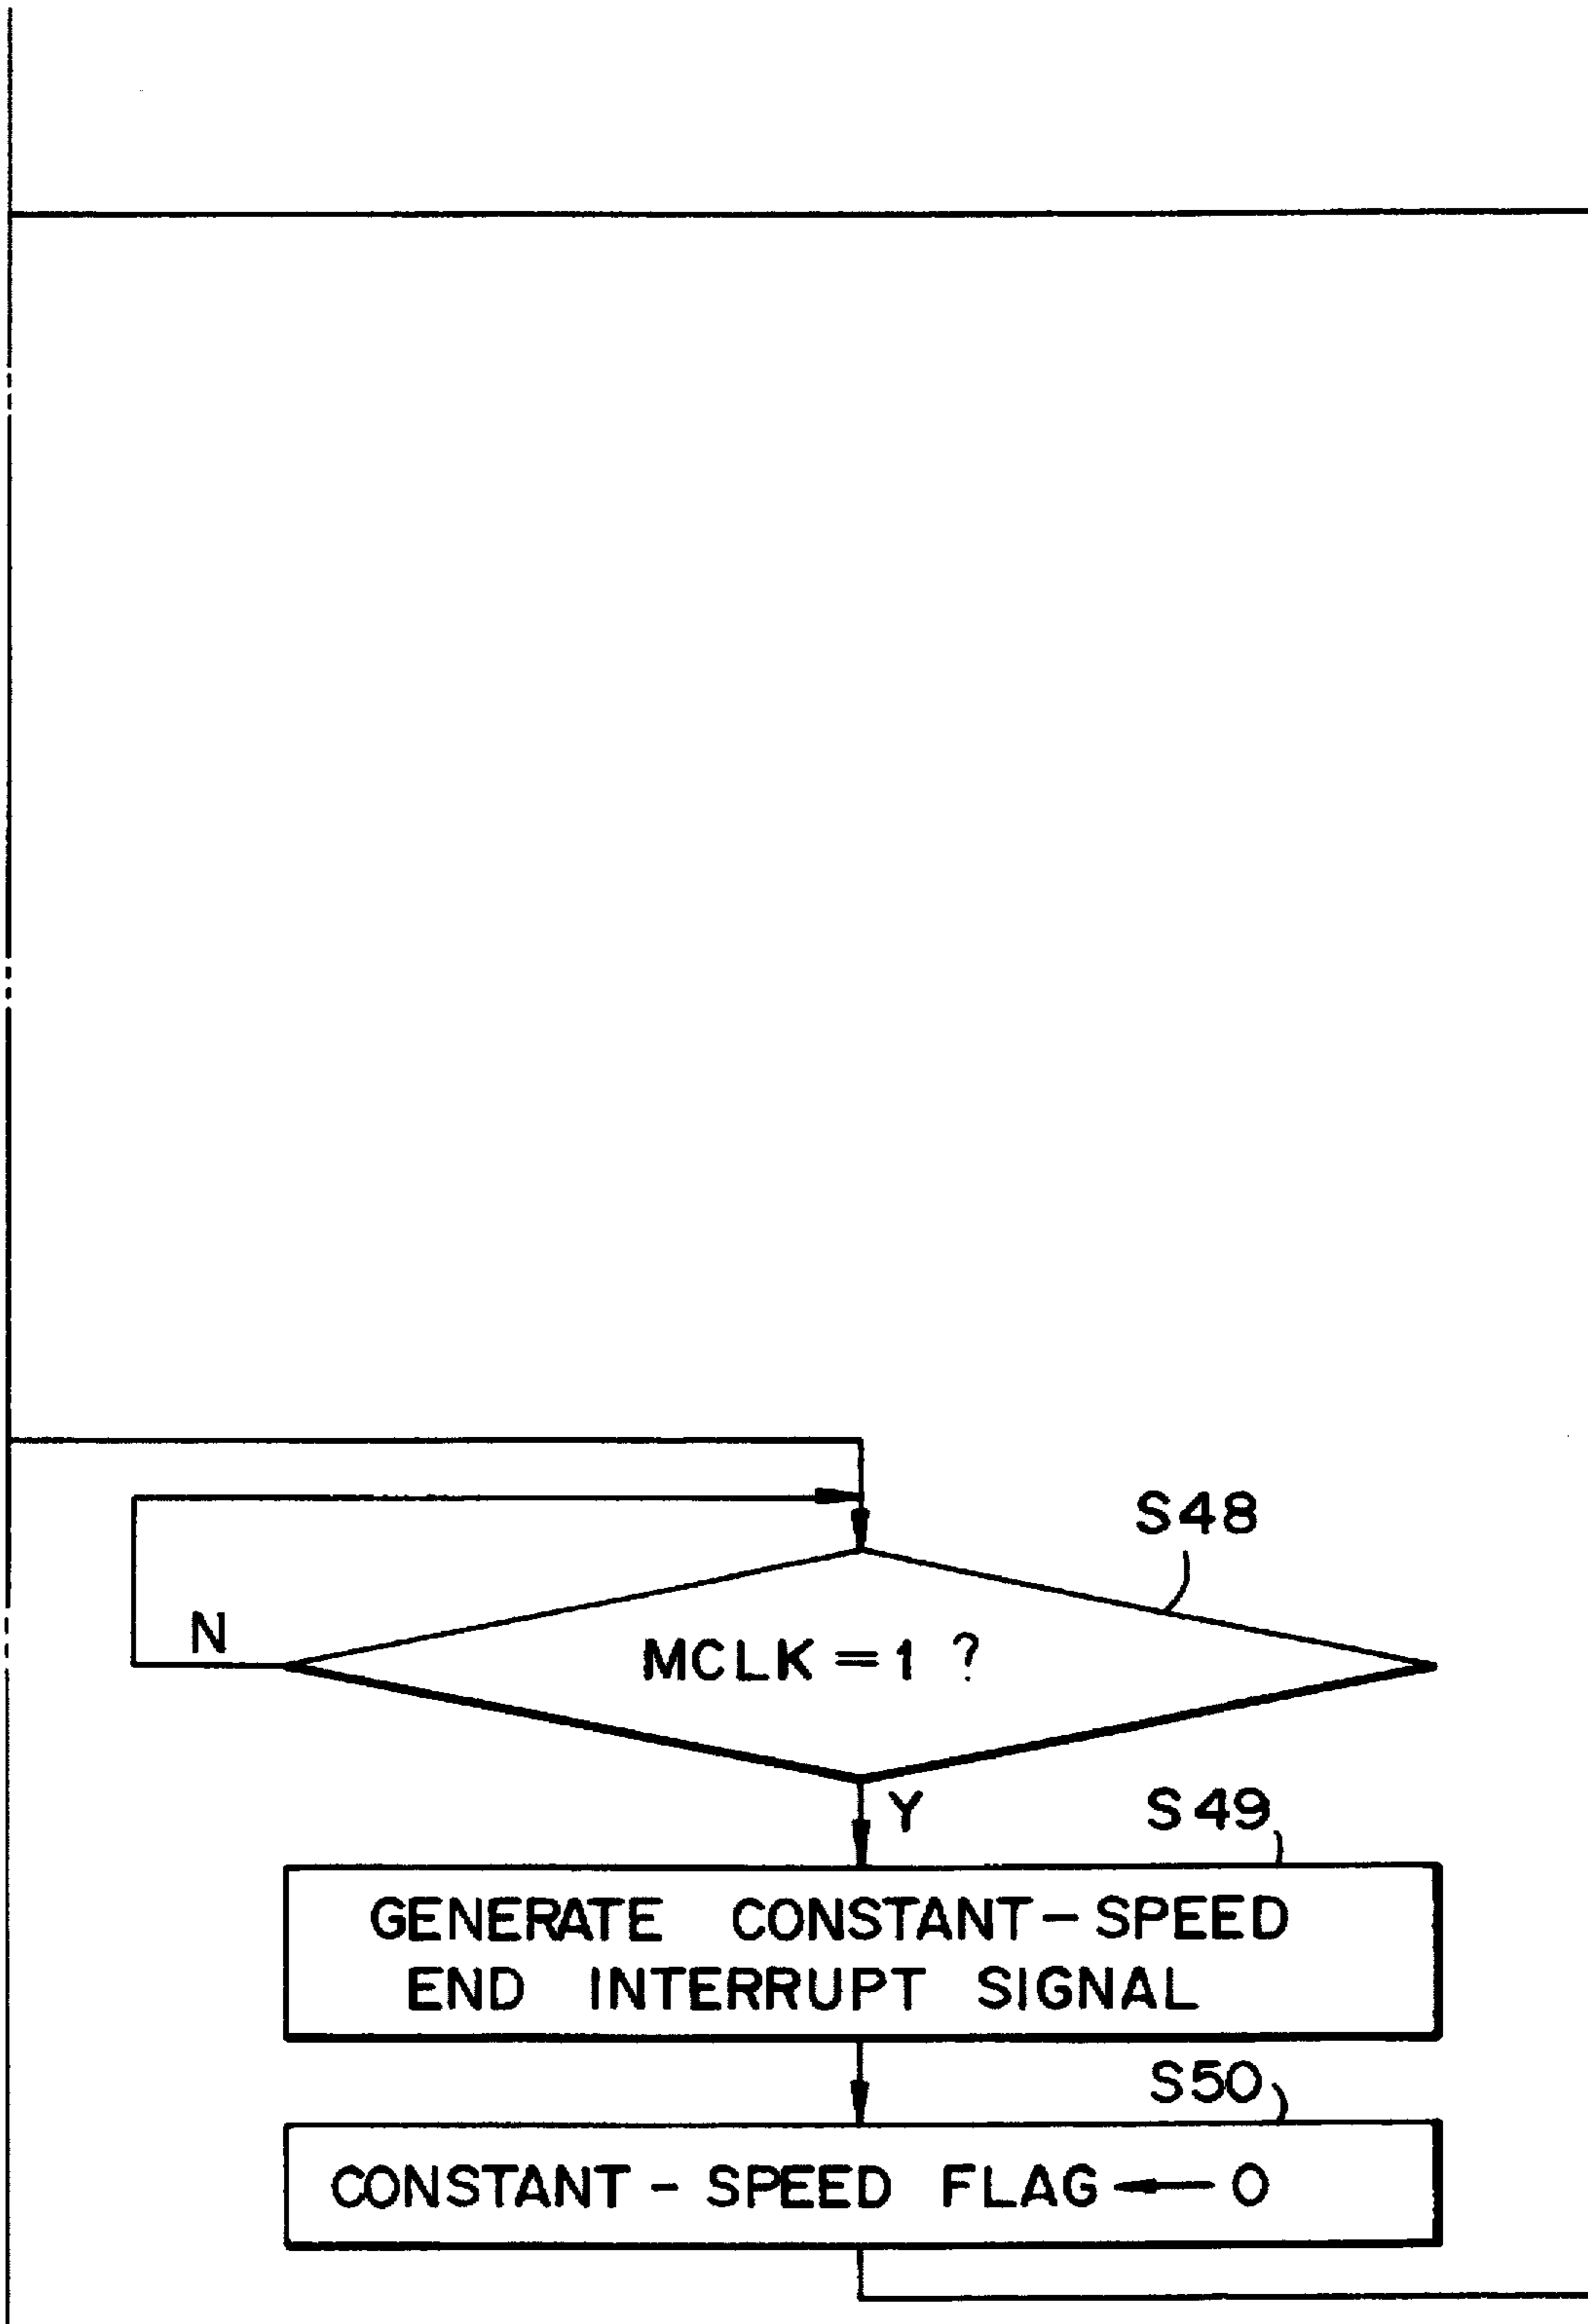 S48
N
MCLK = 1 ?
Y
S49
GENERATE CONSTANT-SPEED
END INTERRUPT SIGNAL
S50
CONSTANT-SPEED FLAG ← 0